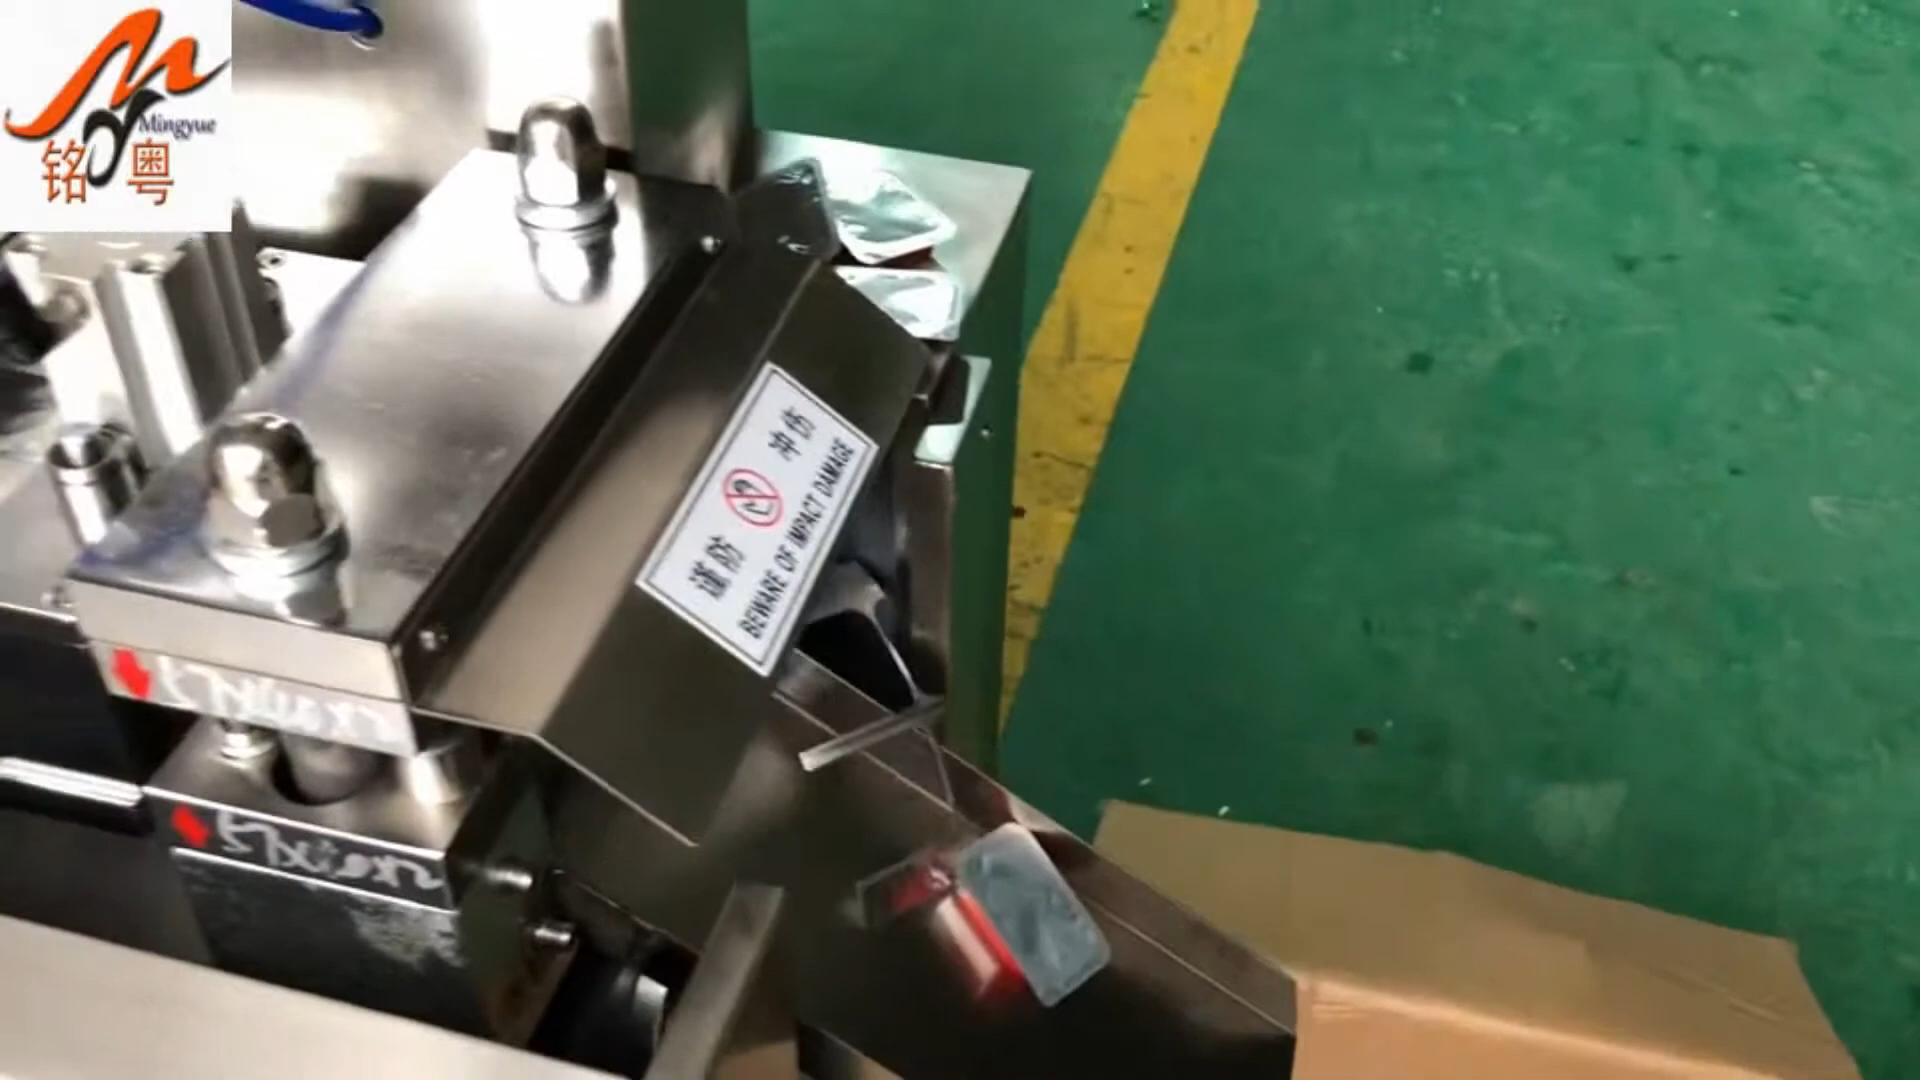 Mingyue
铭粤
谨防 冲伤
BEWARE OF IMPACT DAMAGE